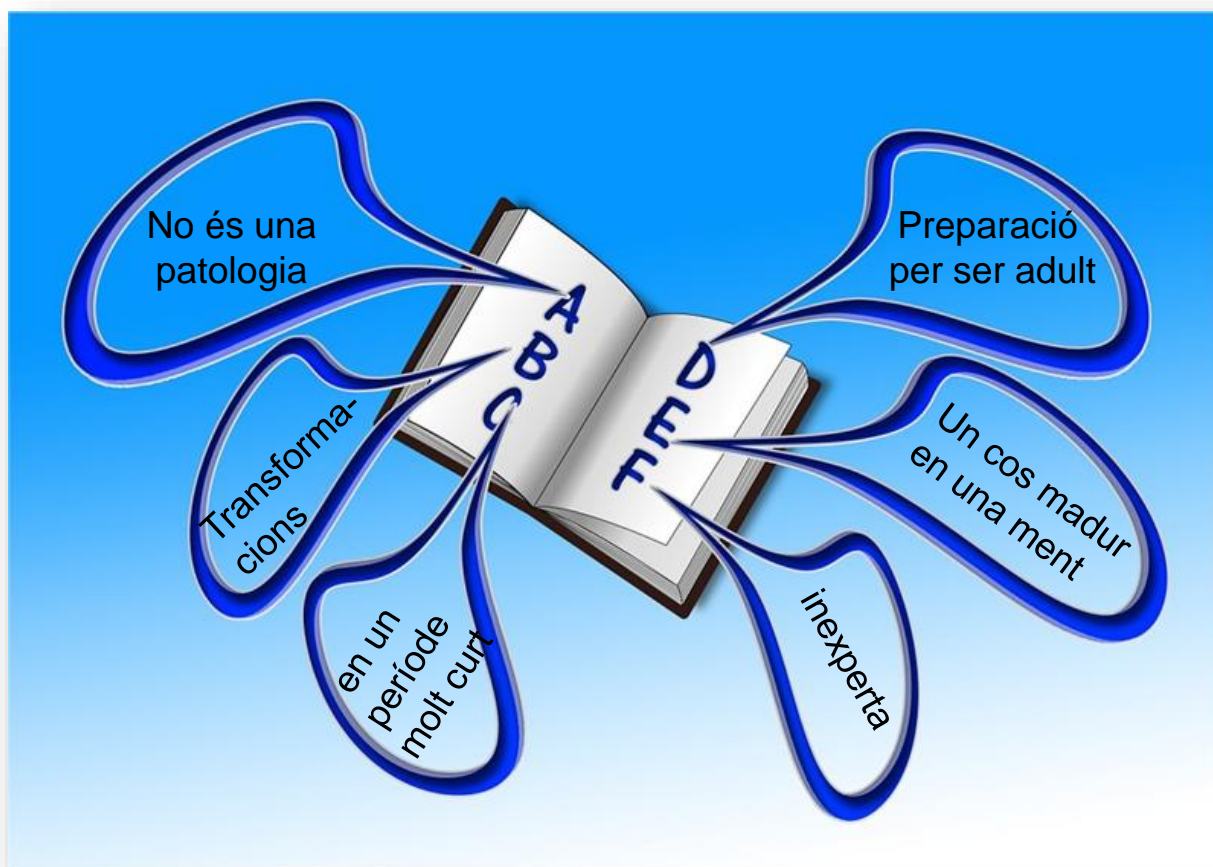 No és una
patologia
Transforma-
cions
en un
període
molt curt
A
B
C
D
E
F
Preparació
per ser adult
Un cos madur
en una ment
inexperta